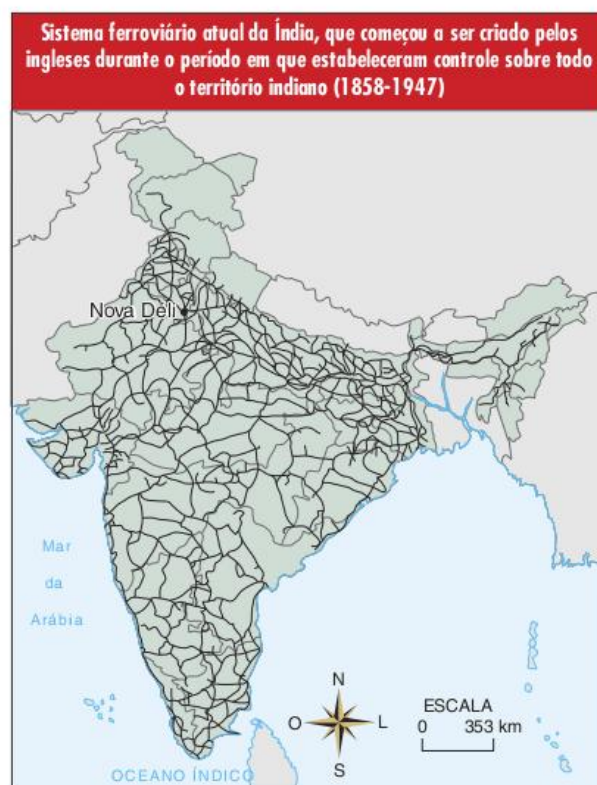 Sistema ferroviário atual da Índia, que começou a ser criado pelos
ingleses durante o período em que estabeleceram controle sobre todo
o território indiano (1858-1947)
Nova Déli
Mar
da
Arábia
N
O
L
S
ESCALA
0 353 km
OCEANO ÍNDICO